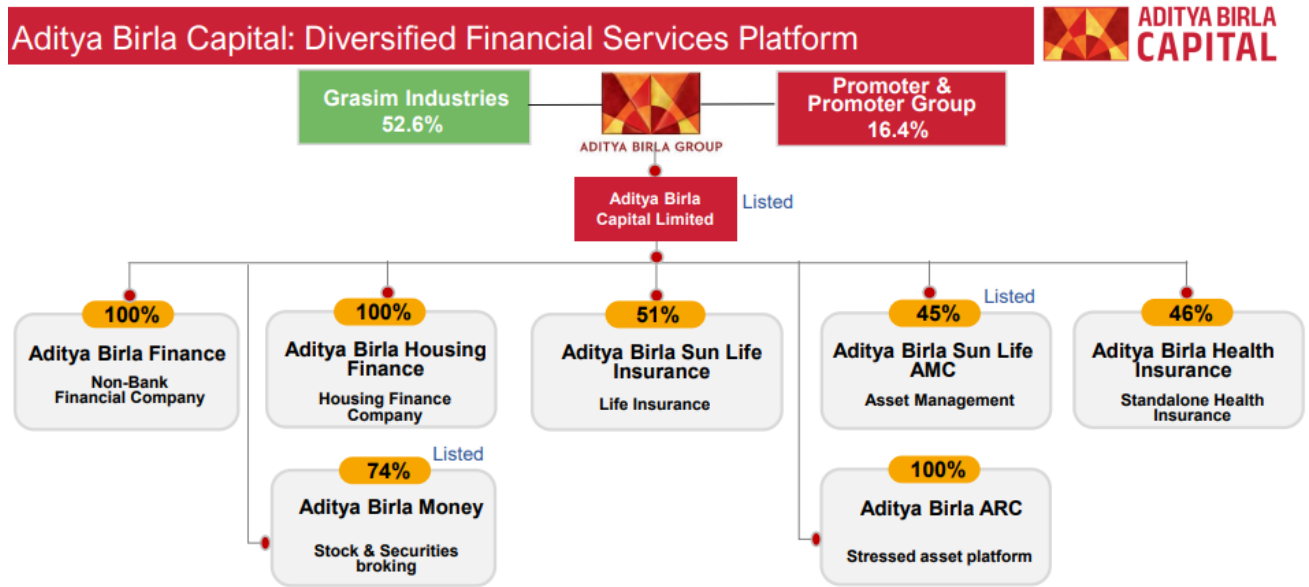 Aditya Birla Capital: Diversified Financial Services Platform
ADITYA BIRLA
CAPITAL
Grasim Industries
52.6%
ADITYA BIRLA GROUP
Promoter &
Promoter Group
16.4%
Aditya Birla
Capital Limited
Listed
100%
Aditya Birla Finance
Non-Bank
Financial Company
100%
Aditya Birla Housing
Finance
Housing Finance
Company
51%
Aditya Birla Sun Life
Insurance
Life Insurance
Listed
45%
Aditya Birla Sun Life
AMC
Asset Management
46%
Aditya Birla Health
Insurance
Standalone Health
Insurance
Listed
74%
Aditya Birla Money
Stock & Securities
broking
100%
Aditya Birla ARC
Stressed asset platform